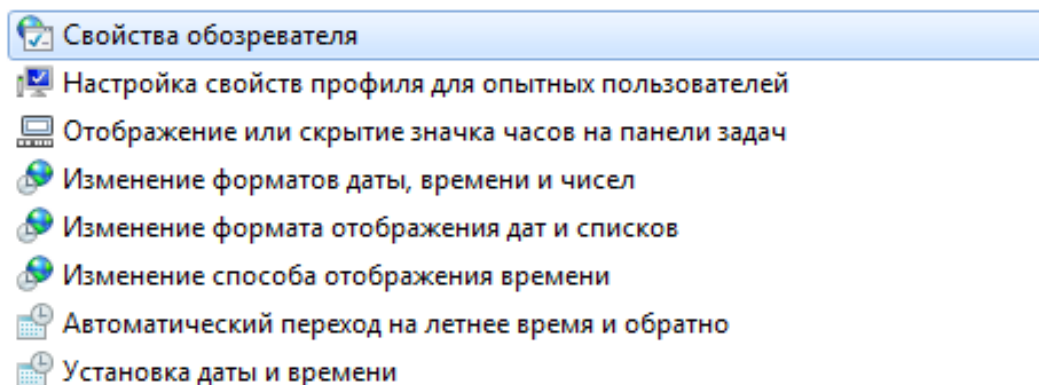 Свойства обозревателя
Настройка свойств профиля для опытных пользователей
Отображение или скрытие значка часов на панели задач
Изменение форматов даты, времени и чисел
Изменение формата отображения дат и списков
Изменение способа отображения времени
Автоматический переход на летнее время и обратно
Установка даты и времени